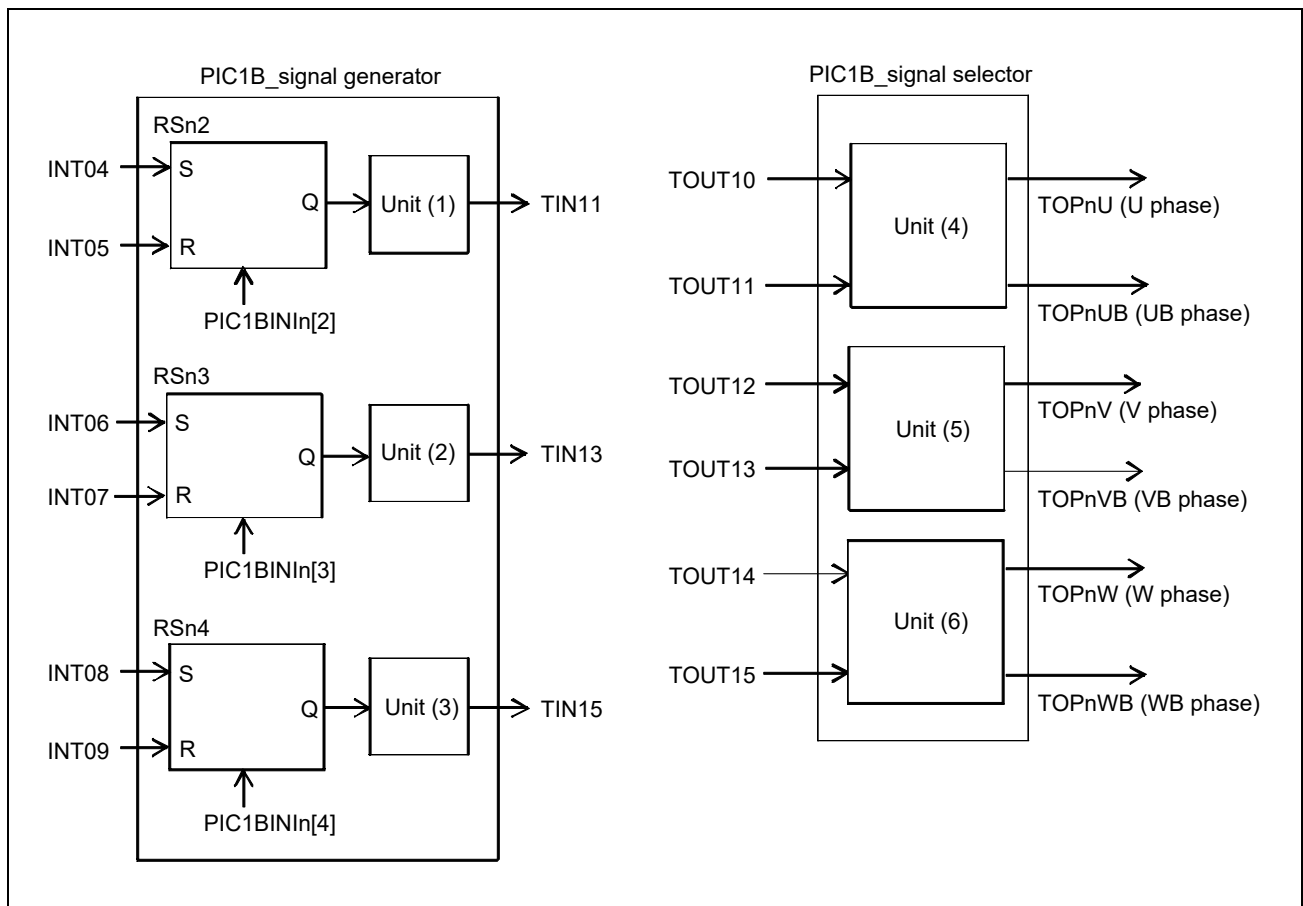 PIC1B_signal generator
RSn2
INT04
S
Q
Unit (1)
TIN11
INT05
R
PIC1BINIn[2]
RSn3
INT06
S
Q
Unit (2)
TIN13
INT07
R
PIC1BINIn[3]
RSn4
INT08
S
Q
Unit (3)
TIN15
INT09
R
PIC1BINIn[4]
PIC1B_signal selector
TOUT10
Unit (4)
TOPnU (U phase)
TOUT11
TOPnUB (UB phase)
TOUT12
Unit (5)
TOPnV (V phase)
TOUT13
TOPnVB (VB phase)
TOUT14
Unit (6)
TOPnW (W phase)
TOUT15
TOPnWB (WB phase)